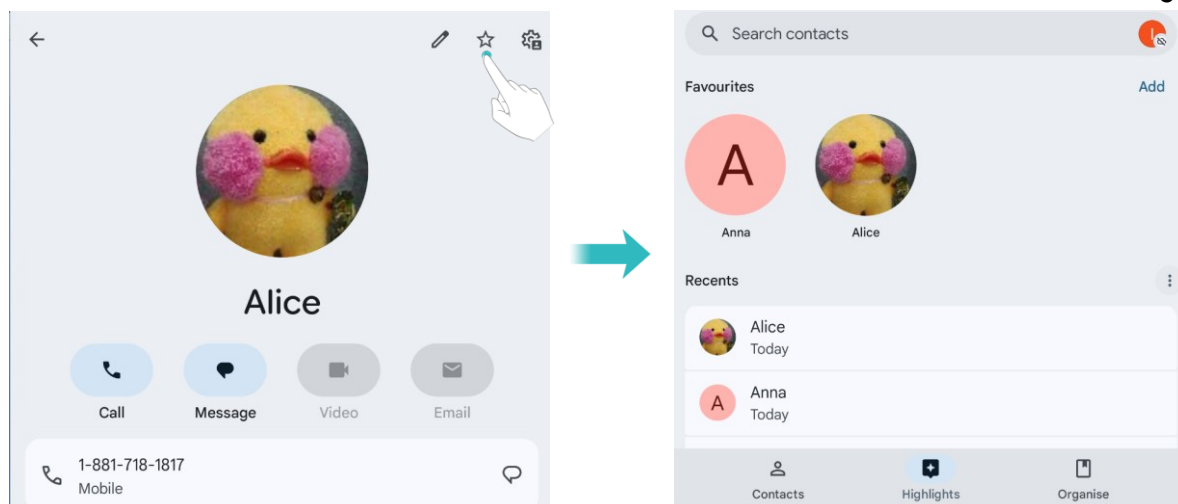 Alice
Call Message Video Email
1-881-718-1817
Mobile
Search contacts
Favourites Add
A
Anna Alice
Recents
Alice
Today
A
Anna
Today
Contacts Highlights Organise